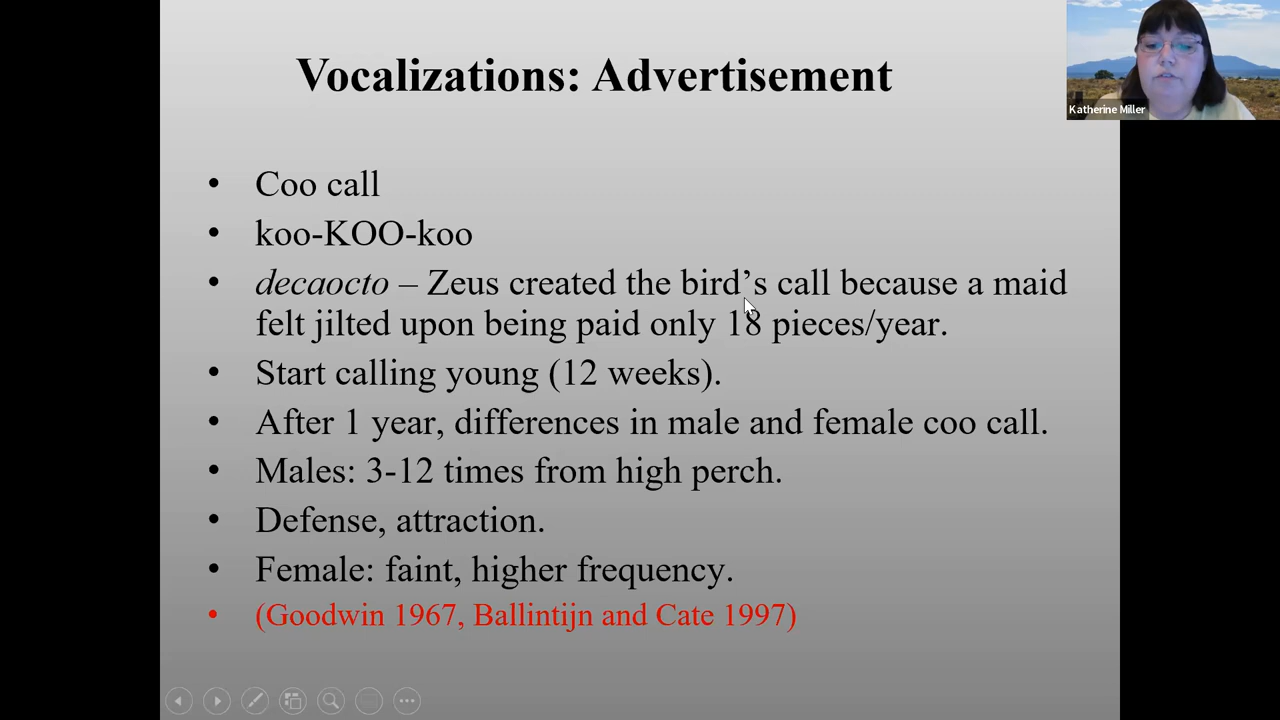 Vocalizations: Advertisement
Katherine Miller
• Coo call
• koo-KOO-koo
• decaocto – Zeus created the bird’s call because a maid
felt jilted upon being paid only 18 pieces/year.
• Start calling young (12 weeks).
• After 1 year, differences in male and female coo call.
• Males: 3-12 times from high perch.
• Defense, attraction.
• Female: faint, higher frequency.
• (Goodwin 1967, Ballintijn and Cate 1997)